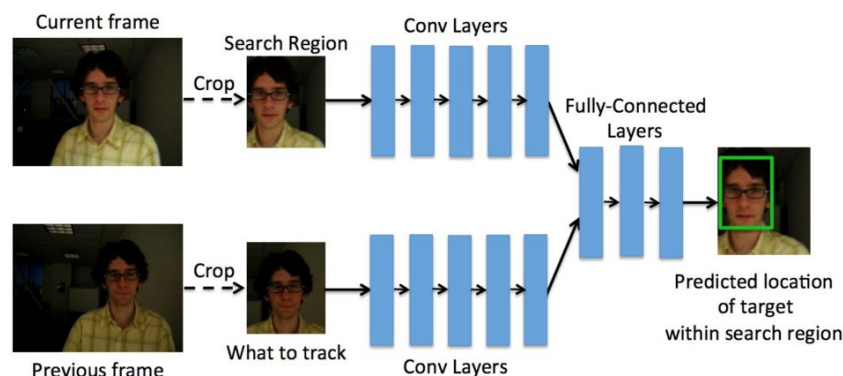 Current frame
Search Region
Conv Layers
Crop
Fully-Connected
Layers
Crop
Predicted location
of target
within search region
What to track
Previous frame
Conv Layers